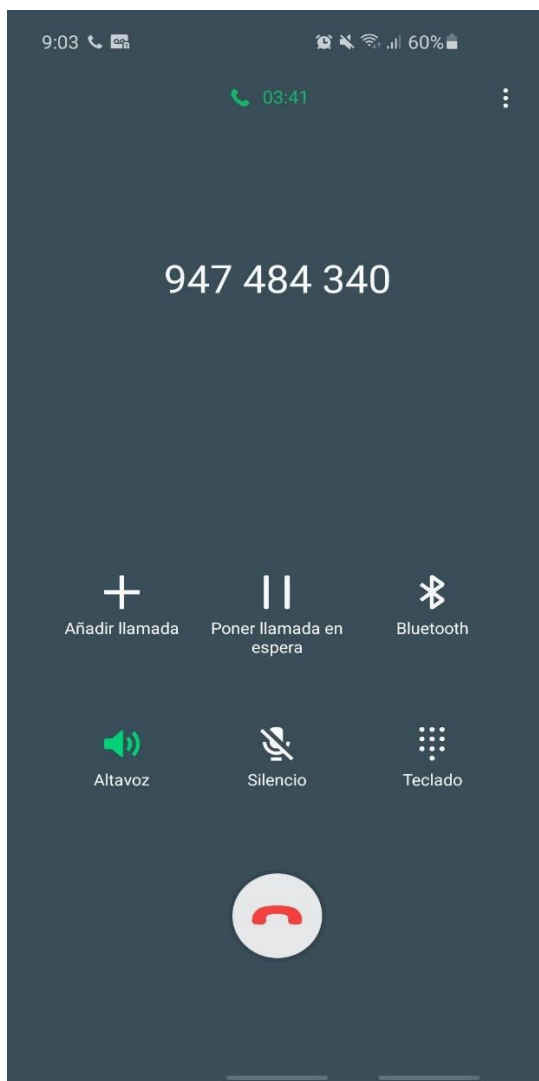 9:03 60%
03:41
947 484 340
Añadir llamada Poner llamada en espera Bluetooth
Altavoz Silencio Teclado